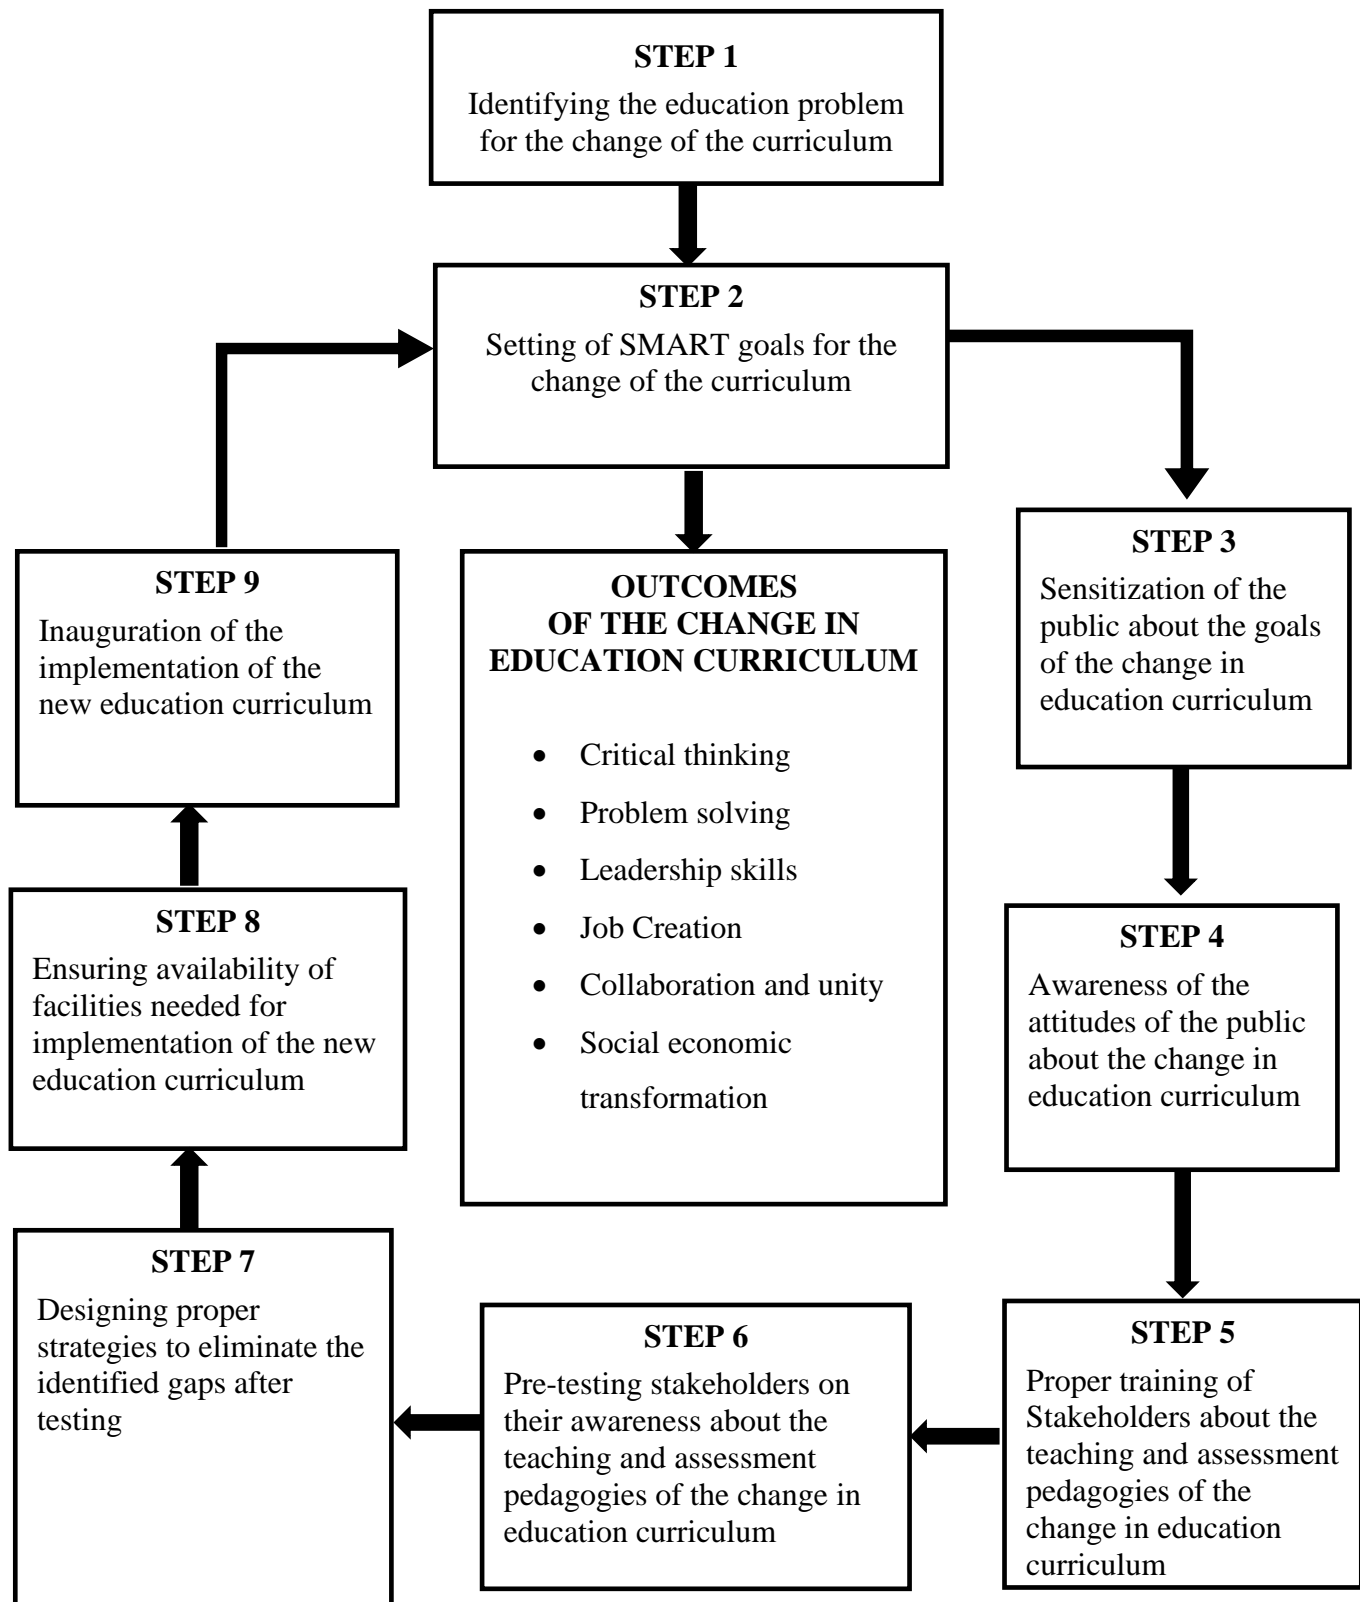 STEP 1
Identifying the education problem
for the change of the curriculum
STEP 2
Setting of SMART goals for the
change of the curriculum
STEP 3
Sensitization of the
public about the goals
of the change in
education curriculum
STEP 4
Awareness of the
attitudes of the public
about the change in
education curriculum
STEP 5
Proper training of
Stakeholders about the
teaching and assessment
pedagogies of the
change in education
curriculum
STEP 6
Pre-testing stakeholders on
their awareness about the
teaching and assessment
pedagogies of the change in
education curriculum
STEP 7
Designing proper
strategies to eliminate the
identified gaps after
testing
STEP 8
Ensuring availability of
facilities needed for
implementation of the new
education curriculum
STEP 9
Inauguration of the
implementation of the
new education curriculum
OUTCOMES
OF THE CHANGE IN
EDUCATION CURRICULUM
• Critical thinking
• Problem solving
• Leadership skills
• Job Creation
• Collaboration and unity
• Social economic
transformation